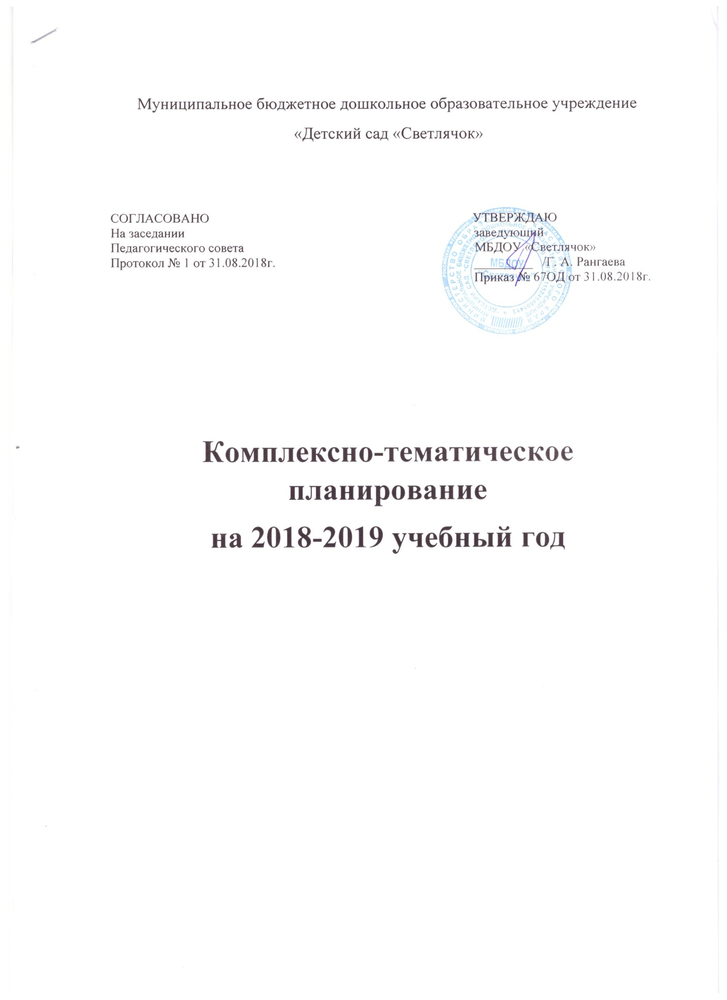 Муниципальное бюджетное дошкольное образовательное учреждение
«Детский сад «Светлячок»
СОГЛАСОВАНО
На заседании
Педагогического совета
Протокол № 1 от 31.08.2018г.
УТВЕРЖДАЮ
заведующий
МБДОУ «Светлячок»
/Г. А. Рангаева
Приказ № 67ОД от 31.08.2018г.
МБДОУ
"Светлячок"
Комплексно-тематическое
планирование
на 2018-2019 учебный год